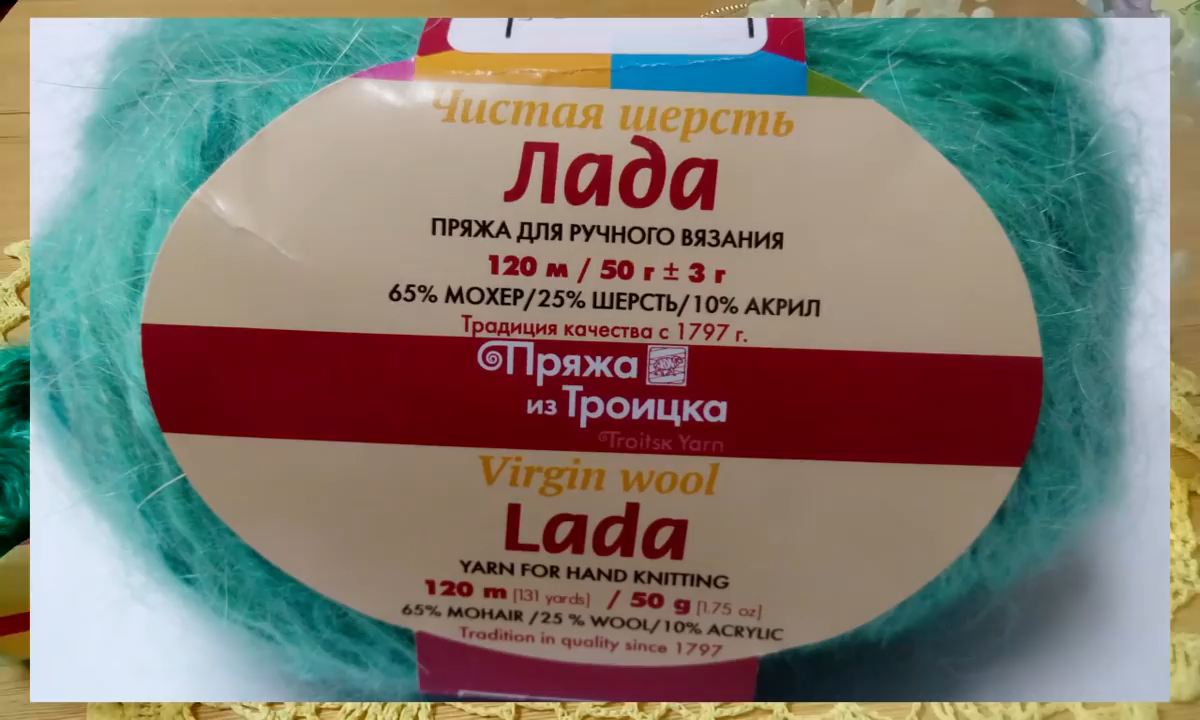 Чистая шерсть
Лада
ПРЯЖА ДЛЯ РУЧНОГО ВЯЗАНИЯ
120 м / 50 г ± 3 г
65% МОХЕР/25% ШЕРСТЬ/10% АКРИЛ
Традиция качества с 1797 г.
Пряжа
из Троицка
Troitsk Yarn
Virgin wool
Lada
YARN FOR HAND KNITTING
120 m [131 yards] / 50 g [1.75 oz]
65% MOHAIR /25 % WOOL/10% ACRYLIC
Tradition in quality since 1797